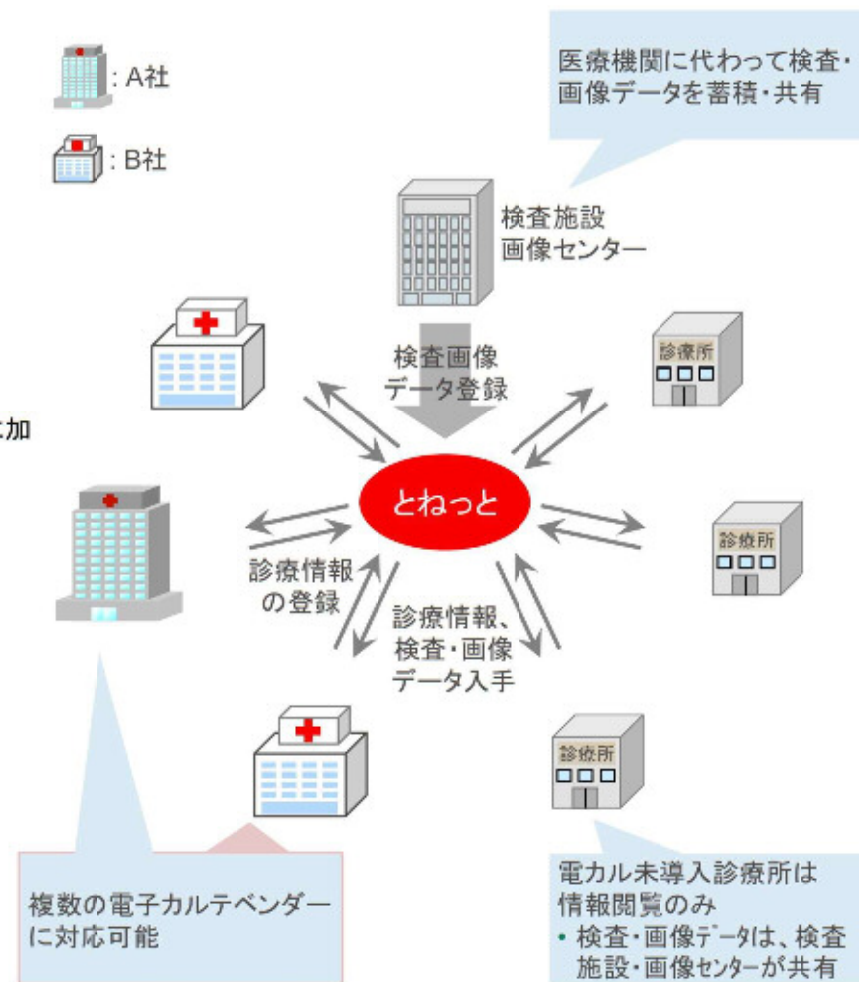 : A社
: B社
医療機関に代わって検査・
画像データを蓄積・共有
検査施設
画像センター
検査画像
データ登録
診療所
とねっと
診療所
診療情報
の登録
診療情報、
検査・画像
データ入手
診療所
複数の電子カルテベンダー
に対応可能
電カル未導入診療所は
情報閲覧のみ
• 検査・画像データは、検査
施設・画像センターが共有